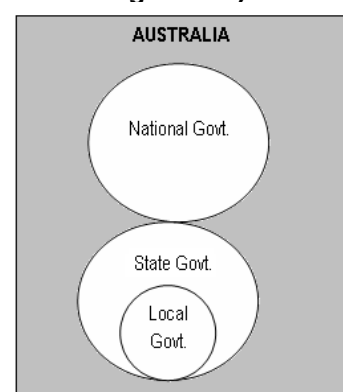 AUSTRALIA
National Govt.
State Govt.
Local
Govt.